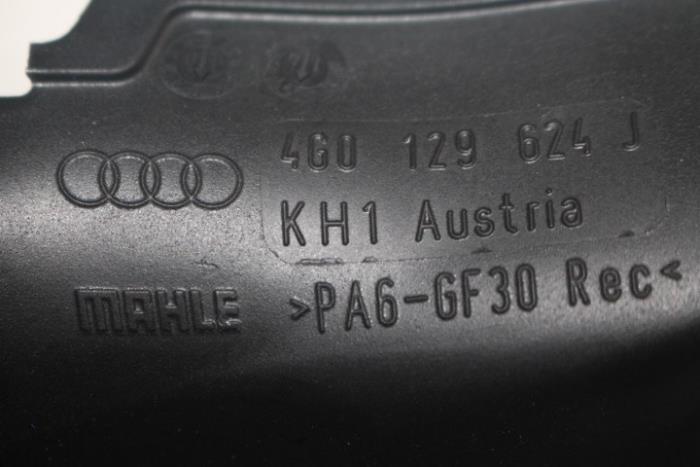 4G0 129 624 J
KH1 Austria
MAHLE >PA6-GF30 Rec<